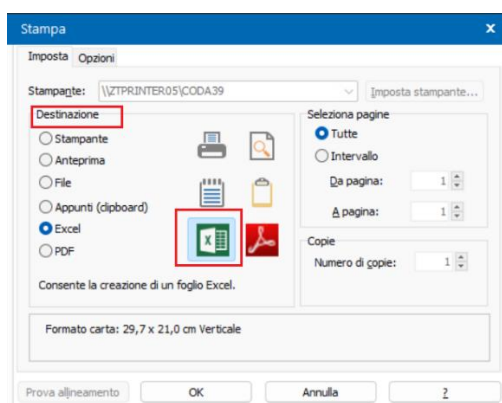 Stampa
x
Imposta Opzioni
Stampante: \\ZTPRINTER05\CODA39 Imposta stampante...
Destinazione
Stampante
Anteprima
File
Appunti (clipboard)
Excel
PDF
Consente la creazione di un foglio Excel.
Seleziona pagine
Tutte
Intervallo
Da pagina: 1
A pagina: 1
Copie
Numero di copie: 1
Formato carta: 29,7 x 21,0 cm Verticale
Prova allineamento OK Annulla ?